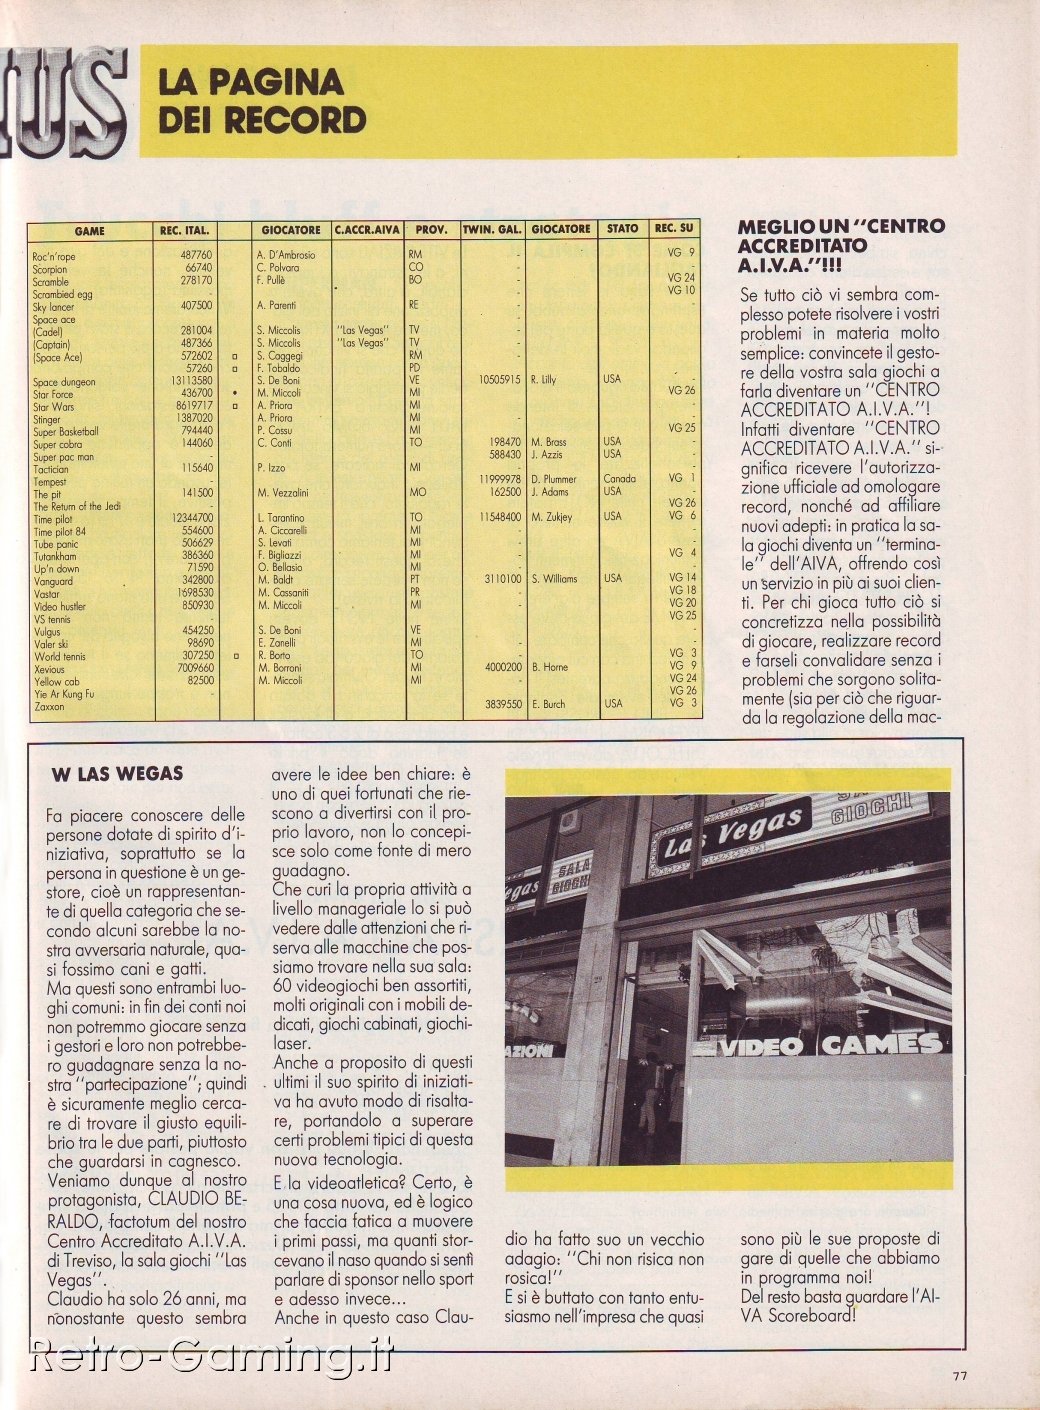 IUS
LA PAGINA
DEI RECORD
GAME REC. ITAL. GIOCATORE C.ACCR.AIVA PROV. TWIN. GAL. GIOCATORE STATO REC. SU
Roc'n'rope 487760 A. D'Ambrosio RM - VG 9
Scorpion 66740 C. Polvara CO - -
Scramble 278170 F. Pullè BO - VG 24
Scrambled egg - - VG 10
Sky lancer 407500 A. Parenti RE - -
Space ace -
(Cadet) 281004 S. Miccolis "Las Vegas" TV -
(Captain) 487366 S. Miccolis "Las Vegas" TV -
(Space Ace) 572602 □ S. Caggegi RM -
57260 □ F. Tobaldo PD
Space dungeon 13113580 S. De Boni VE 10505915 R. Lilly USA -
Star Force 436700 • M. Miccoli MI - VG 26
Star Wars 8619717 □ A. Priora MI - -
Stinger 1387020 A. Priora MI - -
Super Basketball 794440 P. Cossu MI - VG 25
Super cobra 144060 C. Conti TO 198470 M. Brass USA -
Super pac man - 588430 J. Azzis USA -
Tactician 115640 P. Izzo MI - -
Tempest - 11999978 D. Plummer Canada VG 1
The pit 141500 M. Vezzalini MO 162500 J. Adams USA -
The Return of the Jedi VG 26
Time pilot 12344700 L. Tarantino TO 11548400 M. Zukjey USA VG 6
Time pilot 84 554600 A. Ciccarelli MI - -
Tube panic 506629 S. Levati MI - -
Tutankham 386360 F. Bigliazzi MI - VG 4
Up'n down 71590 O. Bellasio MI - -
Vanguard 342800 M. Baldt PT 3110100 S. Williams USA VG 14
Vastar 1698530 M. Cassaniti PR - VG 18
Video hustler 850930 M. Miccoli MI - VG 20
VS tennis - VG 25
Vulgus 454250 S. De Boni VE - -
Valer ski 98690 E. Zanelli MI - -
World tennis 307250 □ R. Borto TO - VG 3
Xevious 7009660 M. Borroni MI 4000200 B. Horne VG 9
Yellow cab 82500 M. Miccoli MI - VG 24
Yie Ar Kung Fu - VG 26
Zaxxon 3839550 E. Burch USA VG 3
MEGLIO UN "CENTRO
ACCREDITATO
A.I.V.A."!!!
Se tutto ciò vi sembra com-
plesso potete risolvere i vostri
problemi in materia molto
semplice: convincete il gesto-
re della vostra sala giochi a
farla diventare un "CENTRO
ACCREDITATO A.I.V.A."!
Infatti diventare "CENTRO
ACCREDITATO A.I.V.A." si-
gnifica ricevere l'autorizza-
zione ufficiale ad omologare
record, nonché ad affiliare
nuovi adepti: in pratica la sa-
la giochi diventa un "termina-
le" dell'AIVA, offrendo così
un servizio in più ai suoi clien-
ti. Per chi gioca tutto ciò si
concretizza nella possibilità
di giocare, realizzare record
e farseli convalidare senza i
problemi che sorgono solita-
mente (sia per ciò che riguar-
da la regolazione della mac-
W LAS WEGAS
Fa piacere conoscere delle
persone dotate di spirito d'i-
niziativa, soprattutto se la
persona in questione è un ge-
store, cioè un rappresentan-
te di quella categoria che se-
condo alcuni sarebbe la no-
stra avversaria naturale, qua-
si fossimo cani e gatti.
Ma questi sono entrambi luo-
ghi comuni: in fin dei conti noi
non potremmo giocare senza
i gestori e loro non potrebbe-
ro guadagnare senza la no-
stra "partecipazione"; quindi
è sicuramente meglio cerca-
re di trovare il giusto equili-
brio tra le due parti, piuttosto
che guardarsi in cagnesco.
Veniamo dunque al nostro
protagonista, CLAUDIO BE-
RALDO, factotum del nostro
Centro Accreditato A.I.V.A.
di Treviso, la sala giochi "Las
Vegas".
Claudio ha solo 26 anni, ma
nonostante questo sembra
avere le idee ben chiare: è
uno di quei fortunati che rie-
scono a divertirsi con il pro-
prio lavoro, non lo concepi-
sce solo come fonte di mero
guadagno.
Che curi la propria attività a
livello manageriale lo si può
vedere dalle attenzioni che ri-
serva alle macchine che pos-
siamo trovare nella sua sala:
60 videogiochi ben assortiti,
molti originali con i mobili de-
dicati, giochi cabinati, giochi-
laser.
Anche a proposito di questi
ultimi il suo spirito di iniziati-
va ha avuto modo di risalta-
re, portandolo a superare
certi problemi tipici di questa
nuova tecnologia.
E la videoatletica? Certo, è
una cosa nuova, ed è logico
che faccia fatica a muovere
i primi passi, ma quanti stor-
cevano il naso quando si sentì
parlare di sponsor nello sport
e adesso invece...
Anche in questo caso Clau-
Las Vegas
SALA
GIOCHI
egas
SALA
GIOCHI
AZIONI
VIDEO GAMES
dio ha fatto suo un vecchio
adagio: "Chi non risica non
rosica!"
E si è buttato con tanto entu-
siasmo nell'impresa che quasi
sono più le sue proposte di
gare di quelle che abbiamo
in programma noi!
Del resto basta guardare l'AI-
VA Scoreboard!
Retro-Gaming.it
77